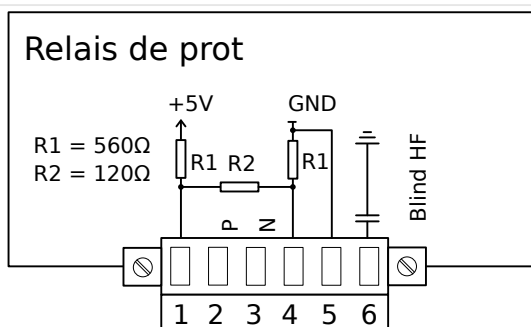 Relais de prot
+5V
GND
R1 = 560Ω
R2 = 120Ω
R1
R2
R1
Blind HF
P
N
1 2 3 4 5 6